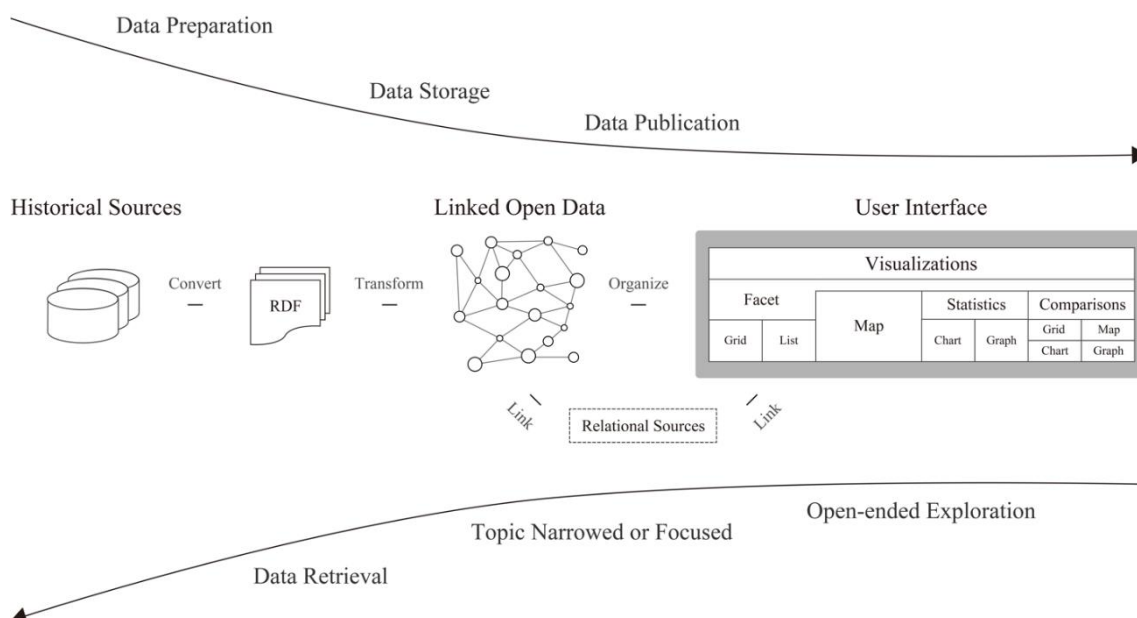 Data Preparation
Data Storage
Data Publication
Historical Sources
Linked Open Data
User Interface
Convert
RDF
Transform
Organize
Visualizations
Facet
Grid
List
Map
Statistics
Chart
Graph
Comparisons
Grid
Map
Chart
Graph
Link
Relational Sources
Link
Open-ended Exploration
Topic Narrowed or Focused
Data Retrieval